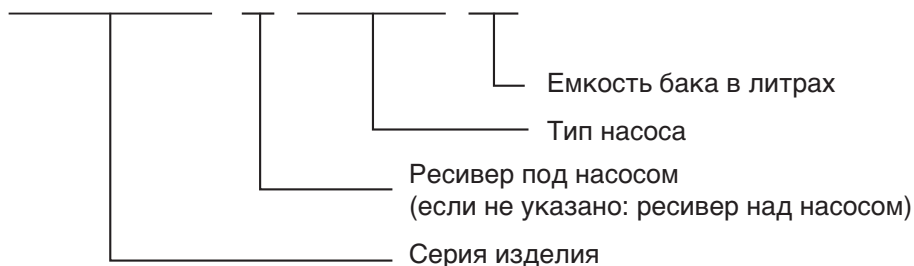 Емкость бака в литрах
Тип насоса
Ресивер под насосом
(если не указано: ресивер над насосом)
Серия изделия